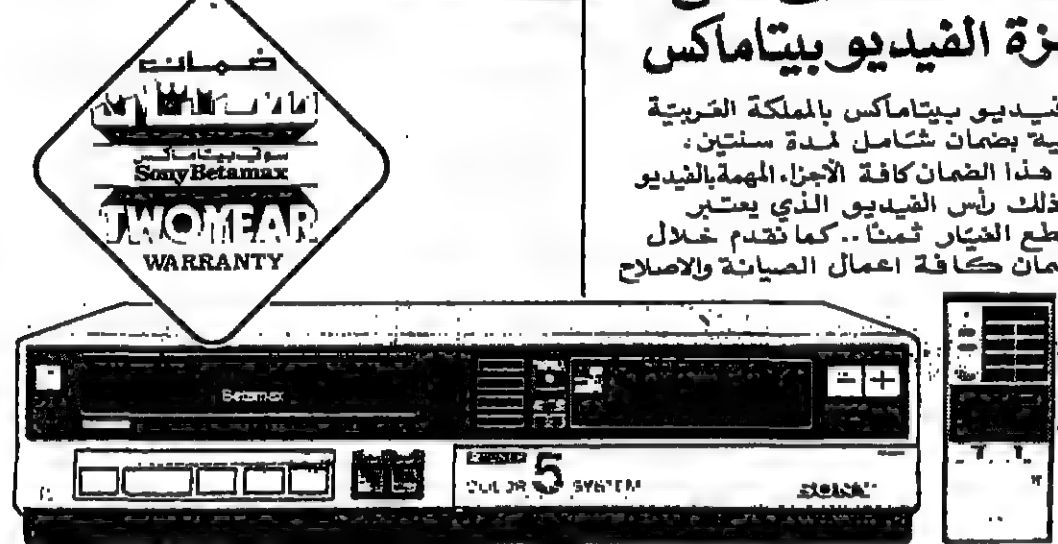 زة الفيديو بيتاماكس
فيديو بيتاماكس بالمملكة العربية
ية بضمان شامل لمدة سنتين.
هذا الضمان كافة الأجزاء المهمة بالفيديو
ذلك رأس الفيديو الذي يعتبر
طع الغيار ثمنا.. كما نقدم خلال
مان كافة اعمال الصيانة والاصلاح
ضمانت
سوني بيتاماكس
Sony Betamax
TWO YEAR
WARRANTY
Betamax
- +
COLOR 5 SYSTEM